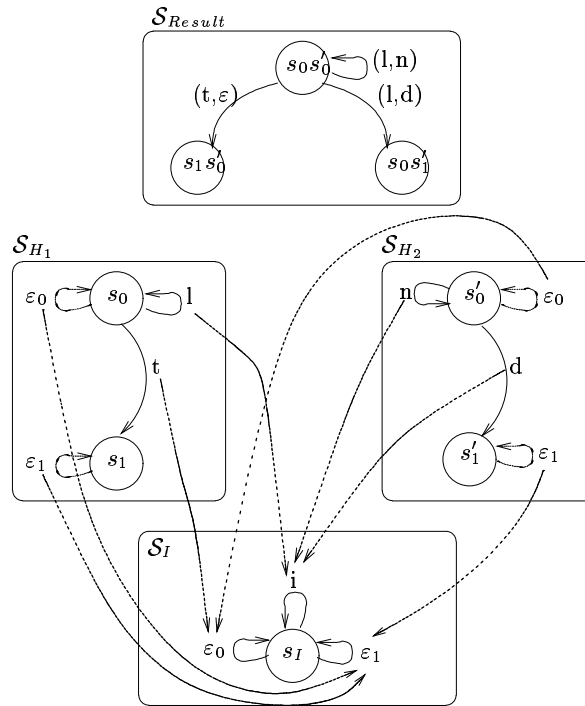 𝒮_Result
s₀s′₀
(l,n)
(t,ε)
(l,d)
s₁s′₀
s₀s′₁
𝒮_H₁
𝒮_H₂
ε₀
s₀
l
n
s′₀
ε₀
t
d
ε₁
s₁
s′₁
ε₁
𝒮_I
i
ε₀
s_I
ε₁